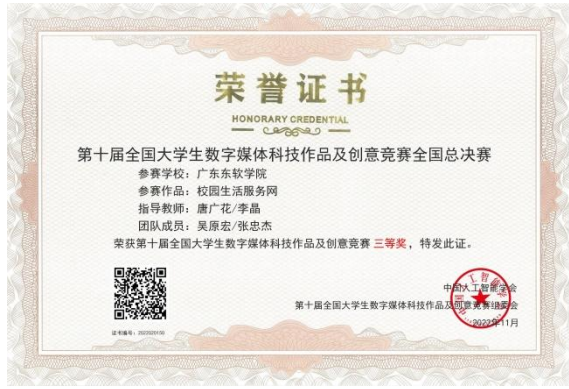 荣誉证书
HONORARY CREDENTIAL
第十届全国大学生数字媒体科技作品及创意竞赛全国总决赛
参赛学校：广东东软学院
参赛作品：校园生活服务网
指导教师：唐广花/李晶
团队成员：吴原宏/张忠杰
荣获第十届全国大学生数字媒体科技作品及创意竞赛 三等奖，特发此证。
中国人工智能学会
第十届全国大学生数字媒体科技作品及创意竞赛组委会
2022年11月
证书编号：